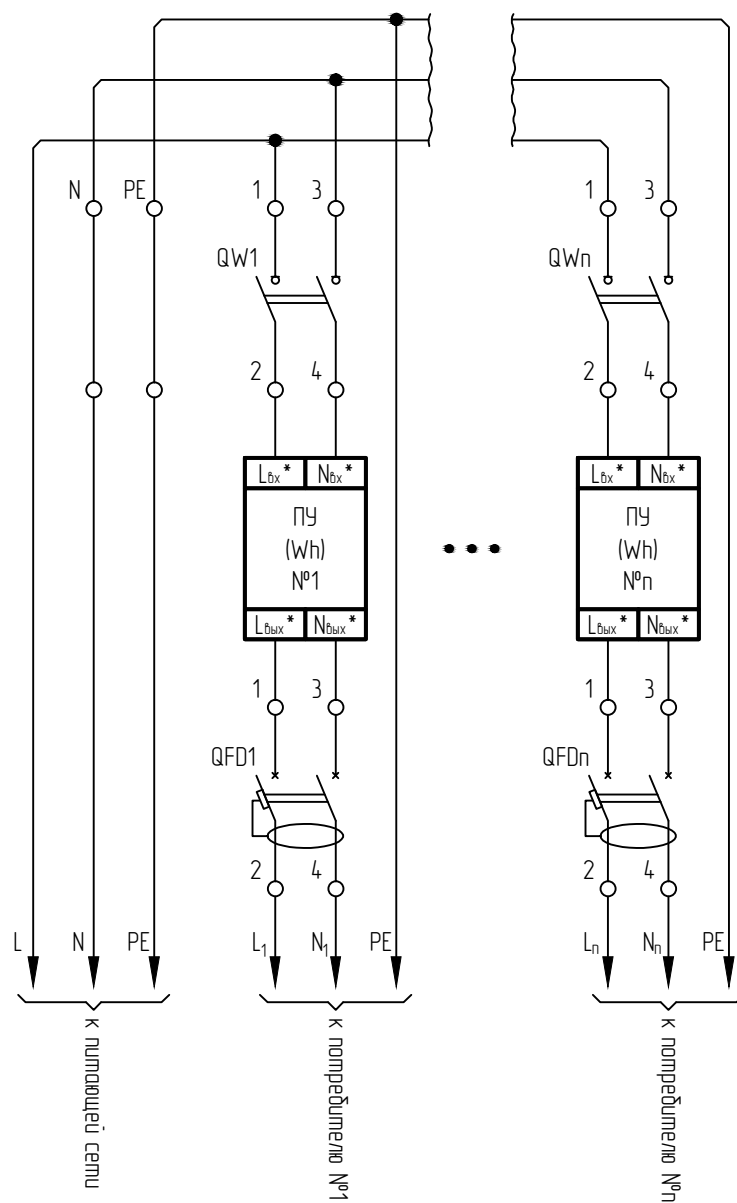 N PE 1 3 1 3
QW1 QWn
2 4 2 4
Lвх* Nвх* Lвх* Nвх*
ПУ ПУ
(Wh) (Wh)
№1 №n
Lвых* Nвых* Lвых* Nвых*
1 3 1 3
QFD1 QFDn
2 4 2 4
L N PE L1 N1 PE Ln Nn PE
К питающей сети
К потребителю №1
К потребителю №n